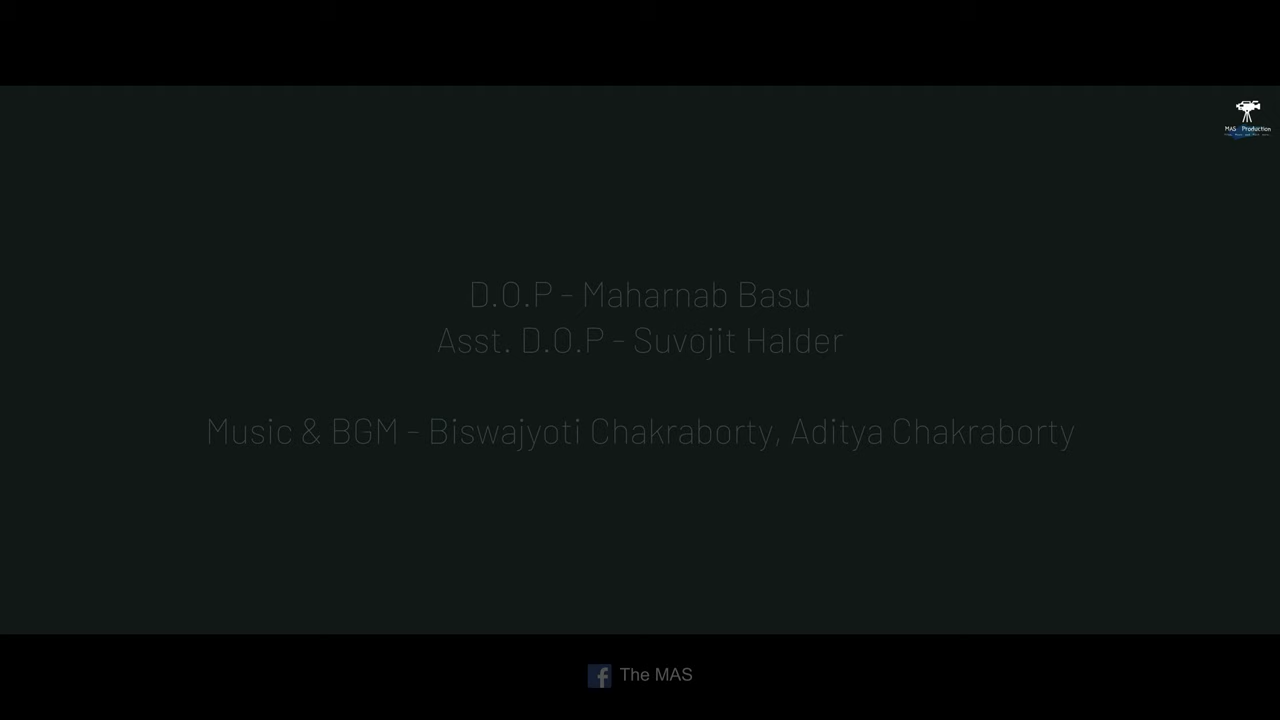 MAS Production
D.O.P - Maharnab Basu
Asst. D.O.P - Suvojit Halder
Music & BGM - Biswajyoti Chakraborty, Aditya Chakraborty
f The MAS